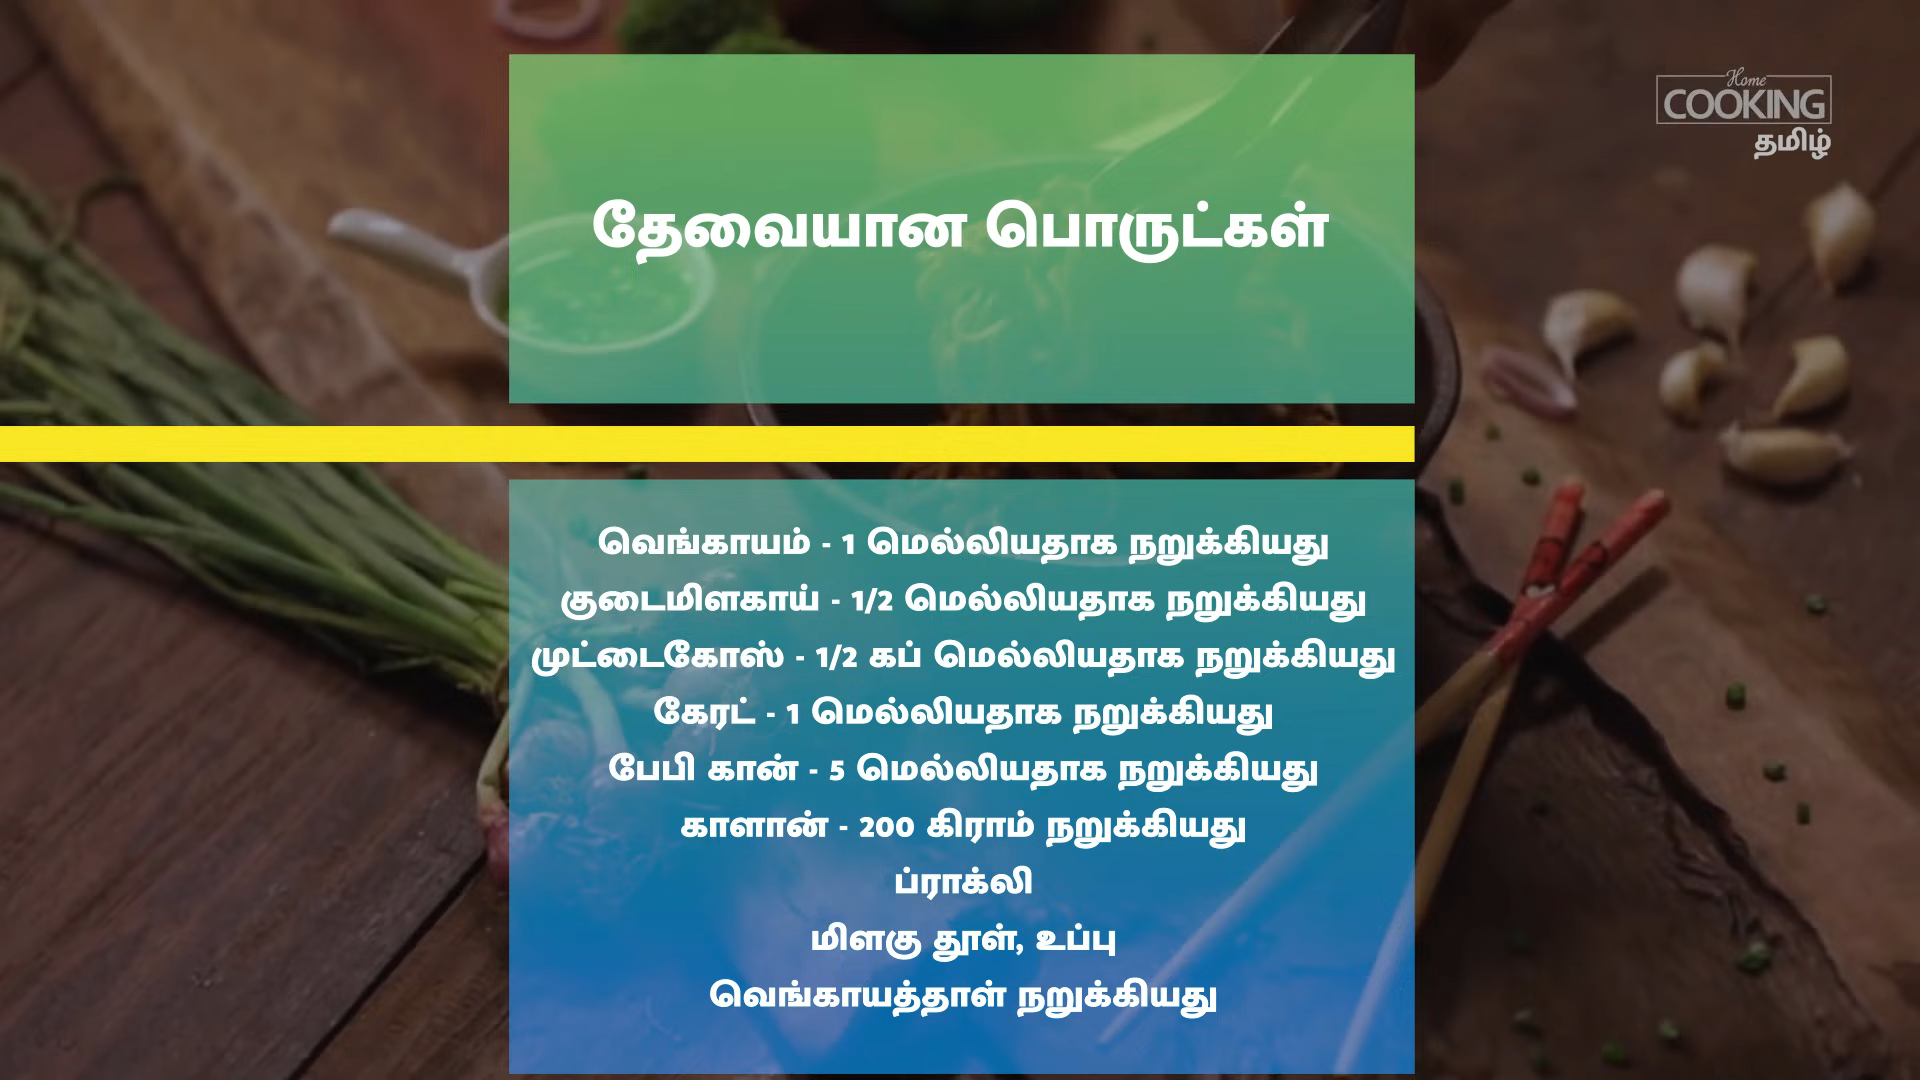 Home
COOKING
தமிழ்
தேவையான பொருட்கள்
வெங்காயம் - 1 மெல்லியதாக நறுக்கியது
குடைமிளகாய் - 1/2 மெல்லியதாக நறுக்கியது
முட்டைகோஸ் - 1/2 கப் மெல்லியதாக நறுக்கியது
கேரட் - 1 மெல்லியதாக நறுக்கியது
பேபி கான் - 5 மெல்லியதாக நறுக்கியது
காளான் - 200 கிராம் நறுக்கியது
ப்ராக்லி
மிளகு தூள், உப்பு
வெங்காயத்தாள் நறுக்கியது